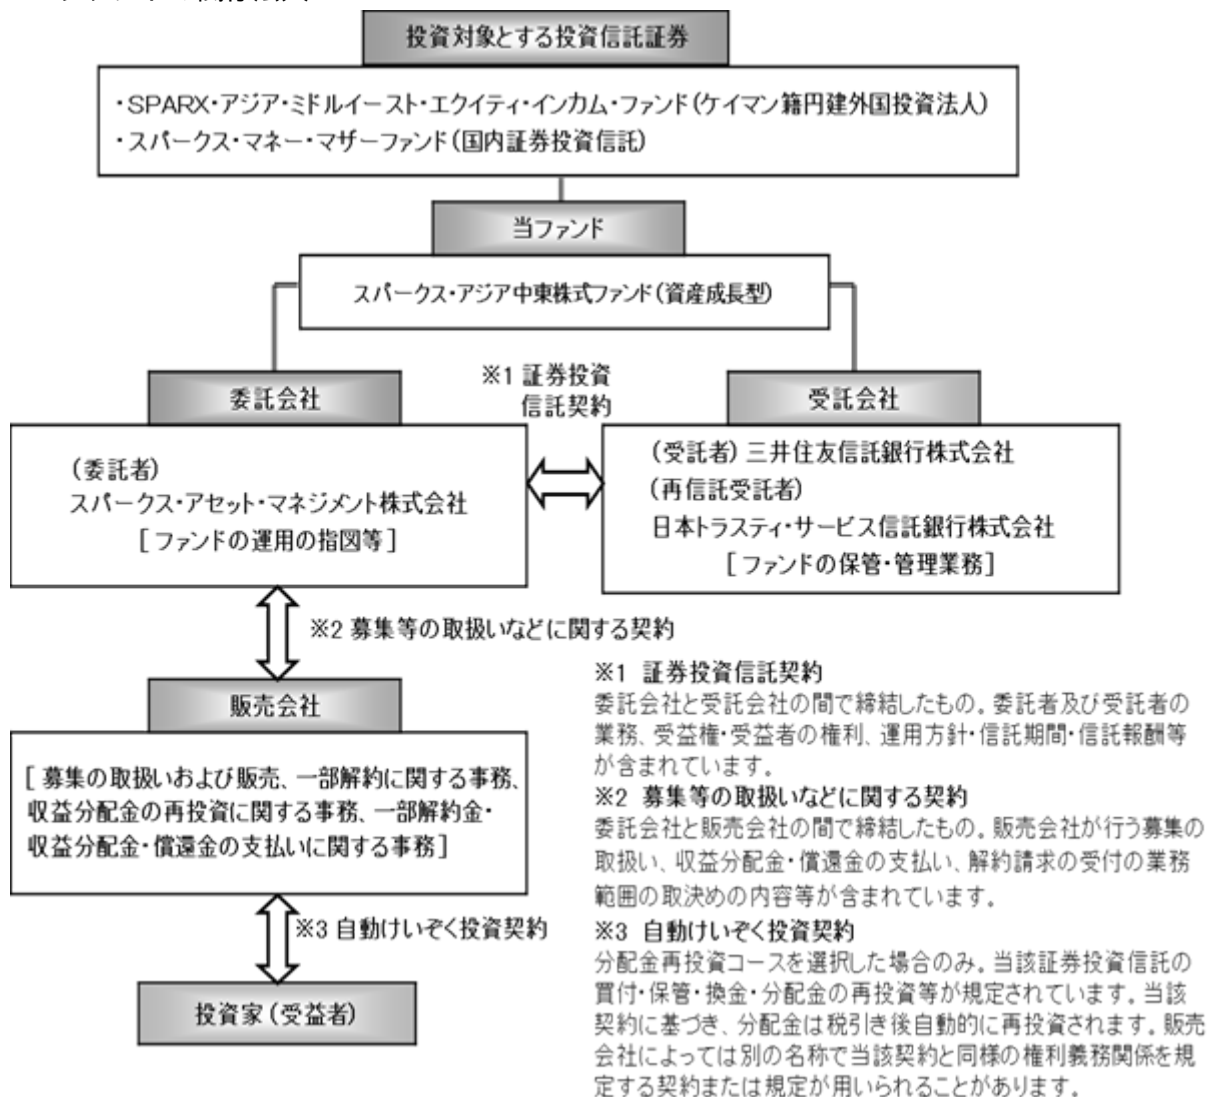 投資対象とする投資信託証券
・SPARX・アジア・ミドルイースト・エクイティ・インカム・ファンド(ケイマン籍円建外国投資法人)
・スパークス・マネー・マザーファンド(国内証券投資信託)
当ファンド
スパークス・アジア中東株式ファンド(資産成長型)
※1 証券投資
信託契約
委託会社
(委託者)
スパークス・アセット・マネジメント株式会社
[ファンドの運用の指図等]
受託会社
(受託者)三井住友信託銀行株式会社
(再信託受託者)
日本トラスティ・サービス信託銀行株式会社
[ファンドの保管・管理業務]
※2 募集等の取扱いなどに関する契約
販売会社
[募集の取扱いおよび販売、一部解約に関する事務、
収益分配金の再投資に関する事務、一部解約金・
収益分配金・償還金の支払いに関する事務]
※3 自動けいぞく投資契約
投資家(受益者)
※1 証券投資信託契約
委託会社と受託会社の間で締結したもの。委託者及び受託者の
業務、受益権・受益者の権利、運用方針・信託期間・信託報酬等
が含まれています。
※2 募集等の取扱いなどに関する契約
委託会社と販売会社の間で締結したもの。販売会社が行う募集の
取扱い、収益分配金・償還金の支払い、解約請求の受付の業務
範囲の取決めの内容等が含まれています。
※3 自動けいぞく投資契約
分配金再投資コースを選択した場合のみ。当該証券投資信託の
買付・保管・換金・分配金の再投資等が規定されています。当該
契約に基づき、分配金は税引き後自動的に再投資されます。販売
会社によっては別の名称で当該契約と同様の権利義務関係を規
定する契約または規定が用いられることがあります。